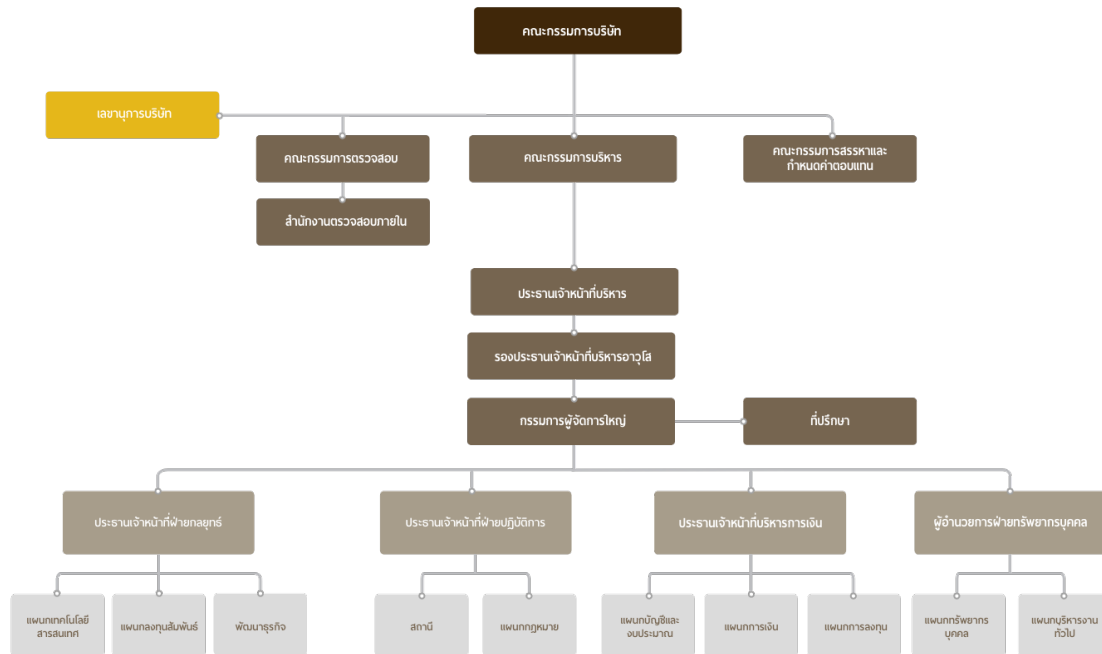 คณะกรรมการบริษัท
เลขานุการบริษัท
คณะกรรมการตรวจสอบ
คณะกรรมการบริหาร
คณะกรรมการสรรหาและ
กำหนดค่าตอบแทน
สำนักงานตรวจสอบภายใน
ประธานเจ้าหน้าที่บริหาร
รองประธานเจ้าหน้าที่บริหารอาวุโส
กรรมการผู้จัดการใหญ่
ที่ปรึกษา
ประธานเจ้าหน้าที่ฝ่ายกลยุทธ์
ประธานเจ้าหน้าที่ฝ่ายปฏิบัติการ
ประธานเจ้าหน้าที่บริหารการเงิน
ผู้อำนวยการฝ่ายทรัพยากรบุคคล
แผนกเทคโนโลยี
สารสนเทศ
แผนกลงทุนสัมพันธ์
พัฒนาธุรกิจ
สถานี
แผนกกฎหมาย
แผนกบัญชีและ
งบประมาณ
แผนกการเงิน
แผนกการลงทุน
แผนกทรัพยากร
บุคคล
แผนกบริหารงาน
ทั่วไป